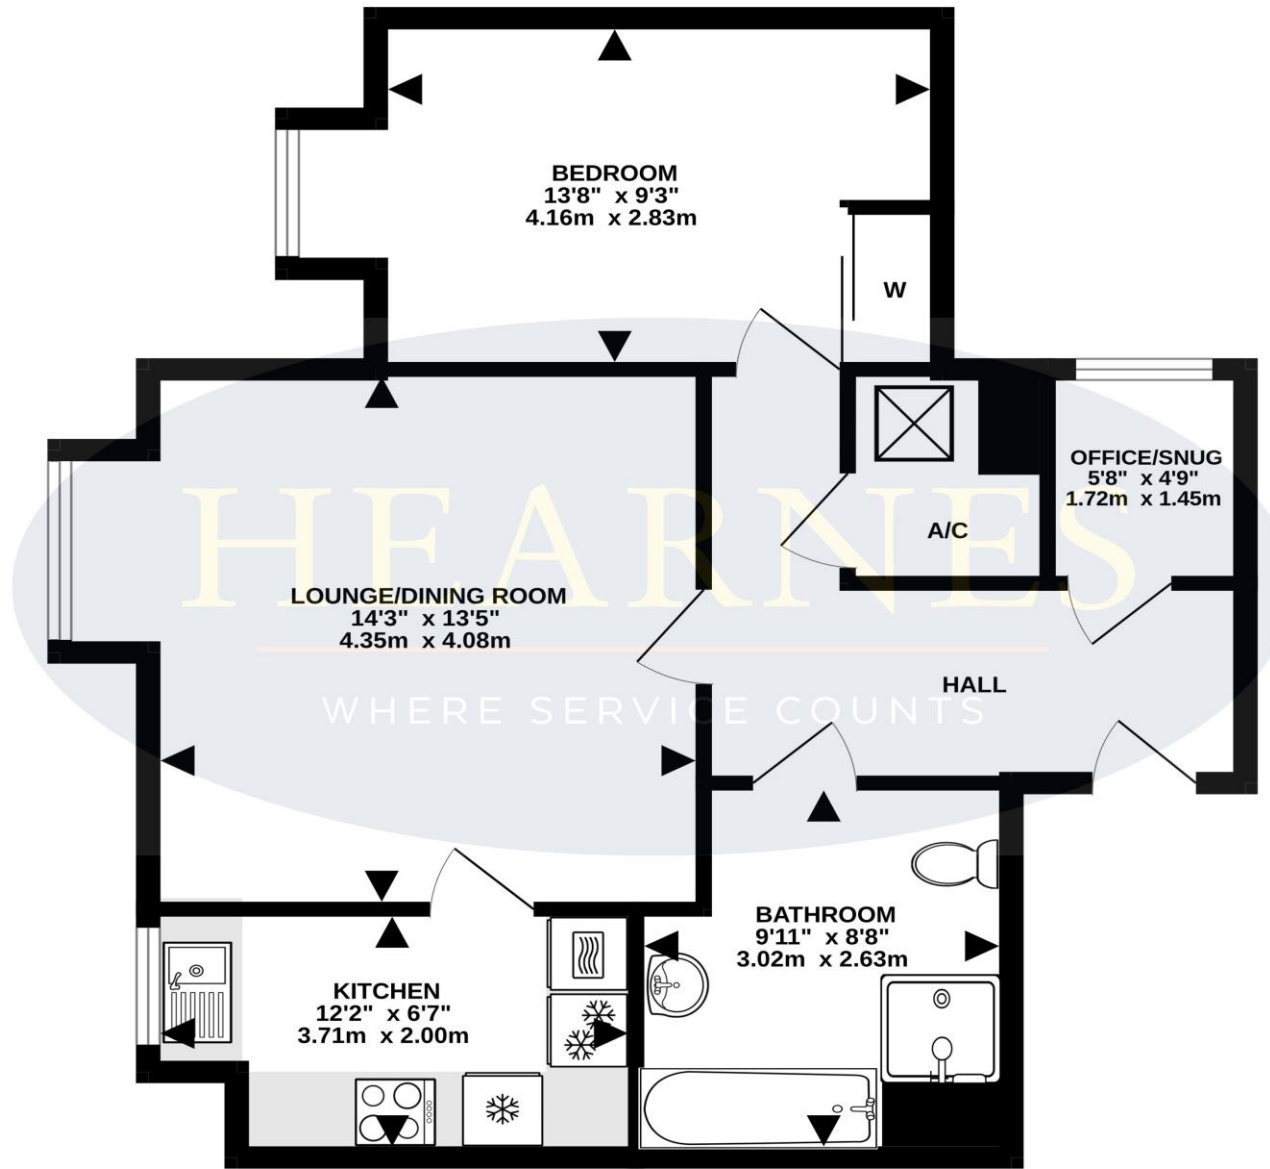 BEDROOM
13'8" x 9'3"
4.16m x 2.83m
W
OFFICE/SNUG
5'8" x 4'9"
1.72m x 1.45m
A/C
HEARNES
LOUNGE/DINING ROOM
14'3" x 13'5"
4.35m x 4.08m
HALL
WHERE SERVICE COUNTS
BATHROOM
9'11" x 8'8"
3.02m x 2.63m
KITCHEN
12'2" x 6'7"
3.71m x 2.00m